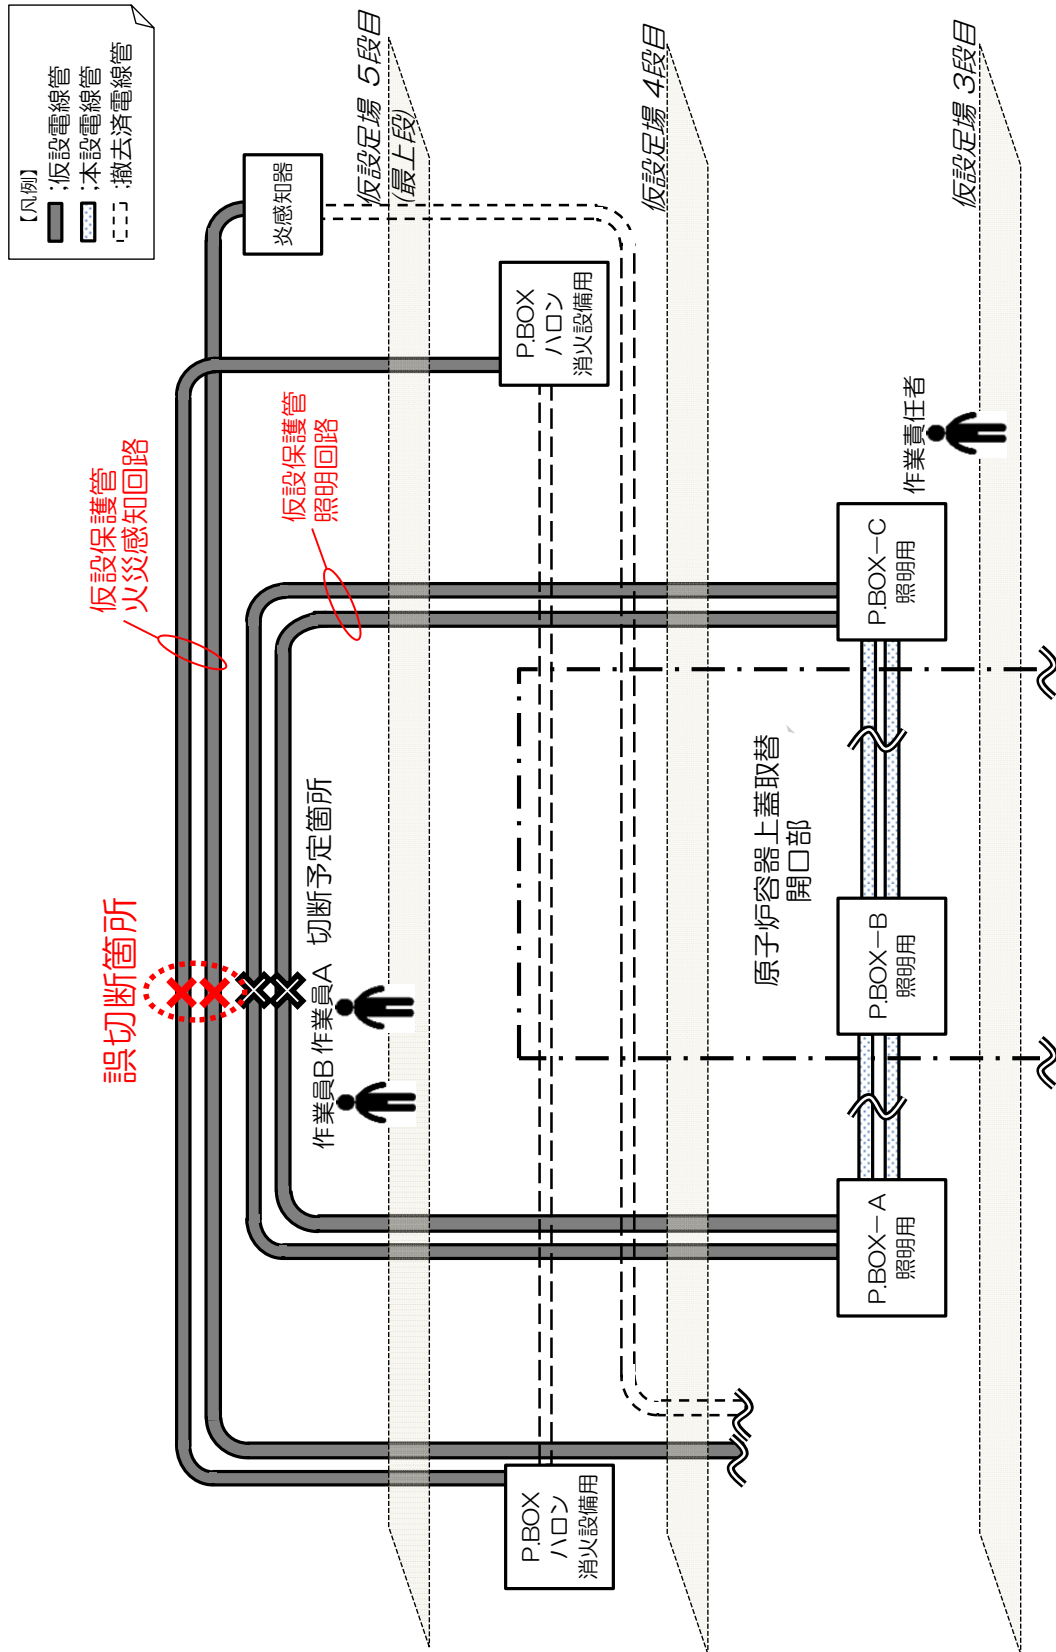 【凡例】
;仮設電線管
;本設電線管
;撤去済電線管
誤切断箇所
仮設保護管
火災感知回路
仮設保護管
照明回路
炎感知器
作業員B
作業員A
切断予定箇所
仮設足場 5段目
(最上段)
P.BOX
ハロン
消火設備用
P.BOX
ハロン
消火設備用
仮設足場 4段目
原子炉容器上蓋取替
開口部
P.BOX－A
照明用
P.BOX－B
照明用
P.BOX－C
照明用
作業責任者
仮設足場 3段目